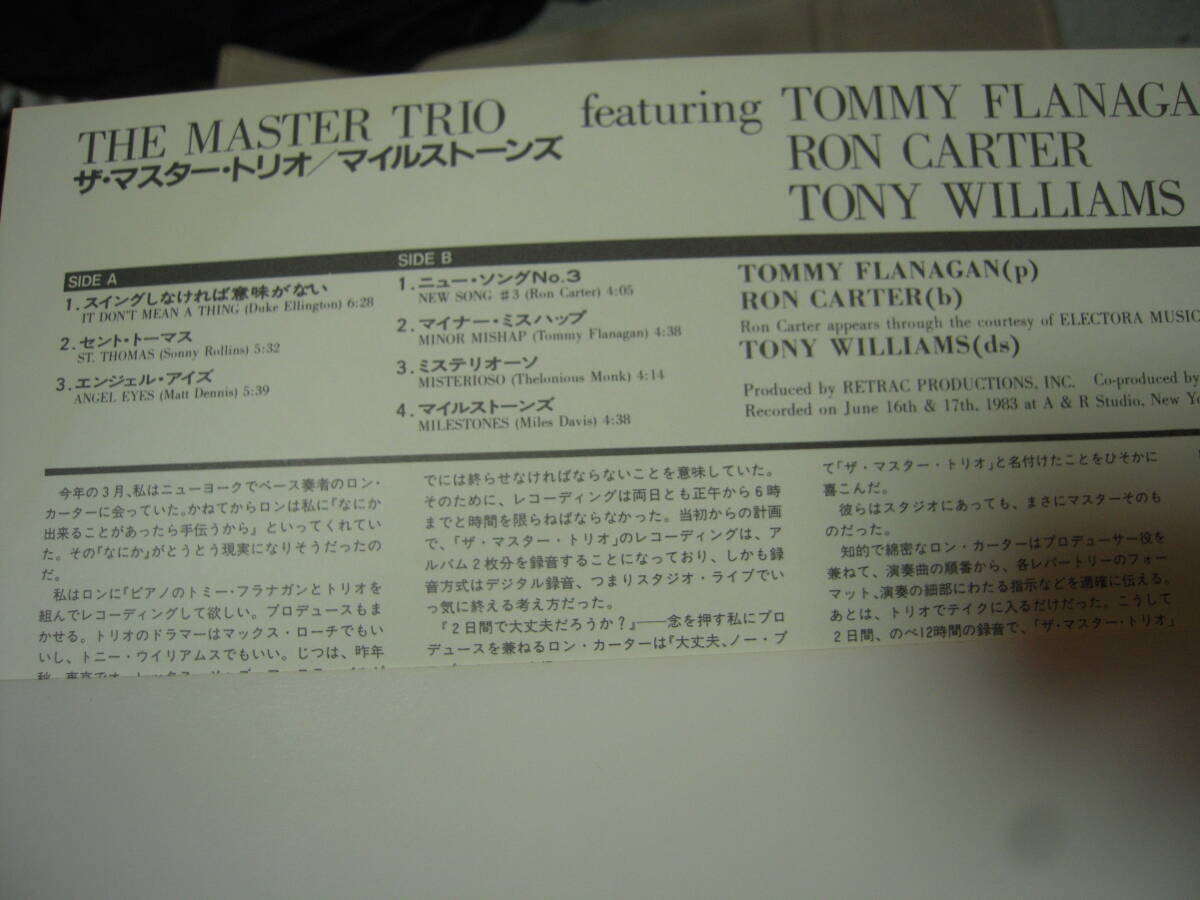 THE MASTER TRIO featuring TOMMY FLANAGA
ザ・マスター・トリオ/マイルストーンズ
RON CARTER
TONY WILLIAMS
SIDE A
1.スイングしなければ意味がない
IT DON'T MEAN A THING (Duke Ellington) 6:28
2.セント・トーマス
ST. THOMAS (Sonny Rollins) 5:32
3.エンジェル・アイズ
ANGEL EYES (Matt Dennis) 5:39
SIDE B
1.ニュー・ソングNo.3
NEW SONG #3 (Ron Carter) 4:05
2.マイナー・ミスハップ
MINOR MISHAP (Tommy Flanagan) 4:38
3.ミステリオーソ
MISTERIOSO (Thelonious Monk) 4:14
4.マイルストーンズ
MILESTONES (Miles Davis) 4:38
TOMMY FLANAGAN(p)
RON CARTER(b)
Ron Carter appears through the courtesy of ELECTORA MUSIC
TONY WILLIAMS(ds)
Produced by RETRAC PRODUCTIONS, INC. Co-produced by
Recorded on June 16th & 17th, 1983 at A & R Studio, New Yo
今年の3月、私はニューヨークでベース奏者のロン・
カーターに会っていた。かねてからロンは私に『なにか
出来ることがあったら手伝うから』といってくれてい
た。その『なにか』がとうとう現実になりそうだったの
だ。
私はロンに『ピアノのトミー・フラナガンとトリオを
組んでレコーディングして欲しい。プロデュースもま
かせる。トリオのドラマーはマックス・ローチでもい
いし、トニー・ウイリアムスでもいい。じつは、昨年
でには終らせなければならないことを意味していた。
そのために、レコーディングは両日とも正午から6時
までと時間を限らねばならなかった。当初からの計画
で、「ザ・マスター・トリオ」のレコーディングは、ア
ルバム2枚分を録音することになっており、しかも録
音方式はデジタル録音、つまりスタジオ・ライブでい
っ気に終える考え方だった。
『2日間で大丈夫だろうか?』——念を押す私にプロ
デュースを兼ねるロン・カーターは『大丈夫、ノー・プ
て「ザ・マスター・トリオ」と名付けたことをひそかに
喜こんだ。
彼らはスタジオにあっても、まさにマスターそのも
のだった。
知的で綿密なロン・カーターはプロデューサー役を
兼ねて、演奏曲の順番から、各レパートリーのフォー
マット、演奏の細部にわたる指示などを適確に伝える。
あとは、トリオでテイクに入るだけだった。こうして
2日間、のべ12時間の録音で、「ザ・マスター・トリオ」